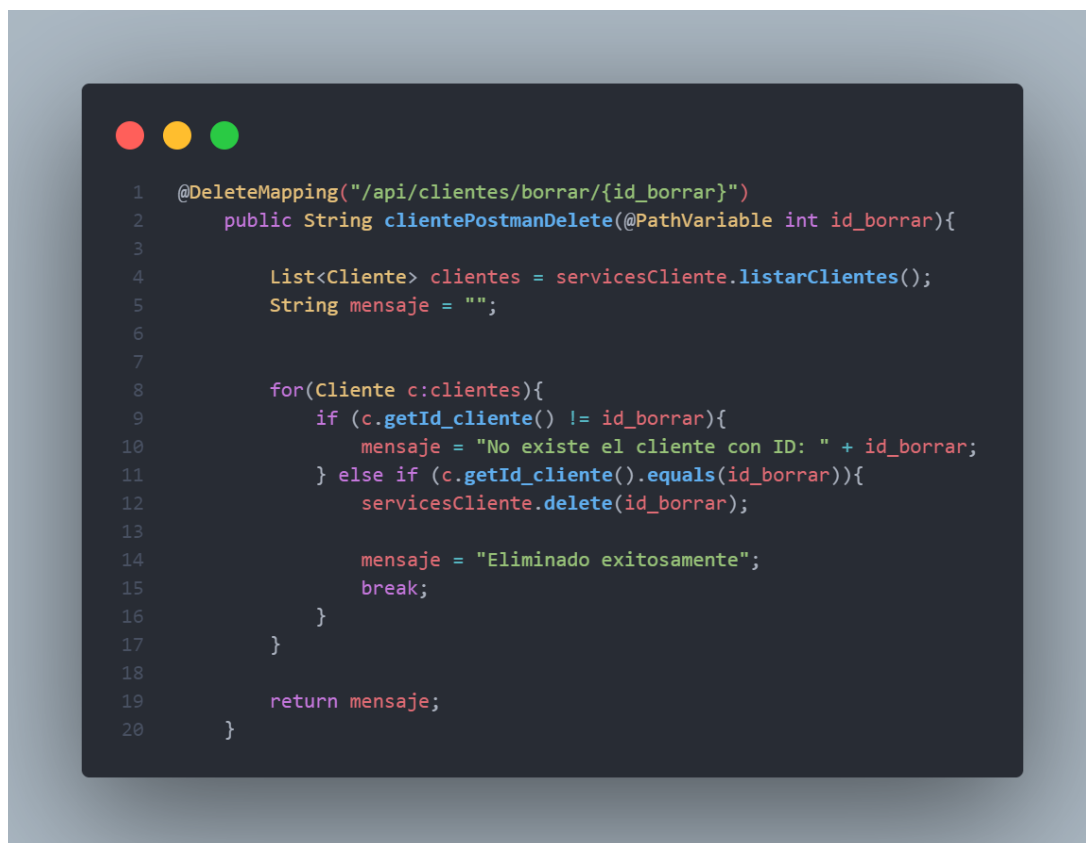 1 @DeleteMapping("/api/clientes/borrar/{id_borrar}")
2 public String clientePostmanDelete(@PathVariable int id_borrar){
3
4 List<Cliente> clientes = servicesCliente.listarClientes();
5 String mensaje = "";
6
7
8 for(Cliente c:clientes){
9 if (c.getId_cliente() != id_borrar){
10 mensaje = "No existe el cliente con ID: " + id_borrar;
11 } else if (c.getId_cliente().equals(id_borrar)){
12 servicesCliente.delete(id_borrar);
13
14 mensaje = "Eliminado exitosamente";
15 break;
16 }
17 }
18
19 return mensaje;
20 }